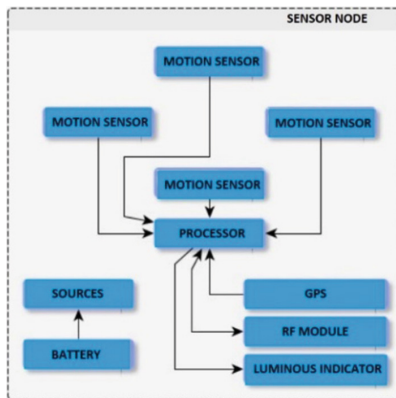 SENSOR NODE
MOTION SENSOR
MOTION SENSOR
MOTION SENSOR
MOTION SENSOR
PROCESSOR
SOURCES
GPS
RF MODULE
BATTERY
LUMINOUS INDICATOR